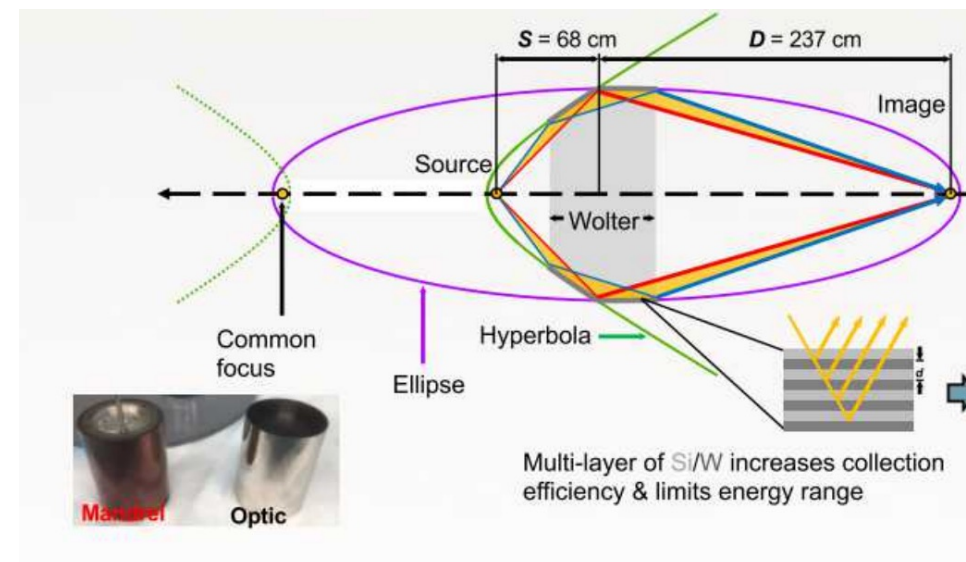 S = 68 cm
D = 237 cm
Image
Source
Wolter
Common
focus
Hyperbola
Ellipse
d
Multi-layer of Si/W increases collection
efficiency & limits energy range
Mandrel
Optic